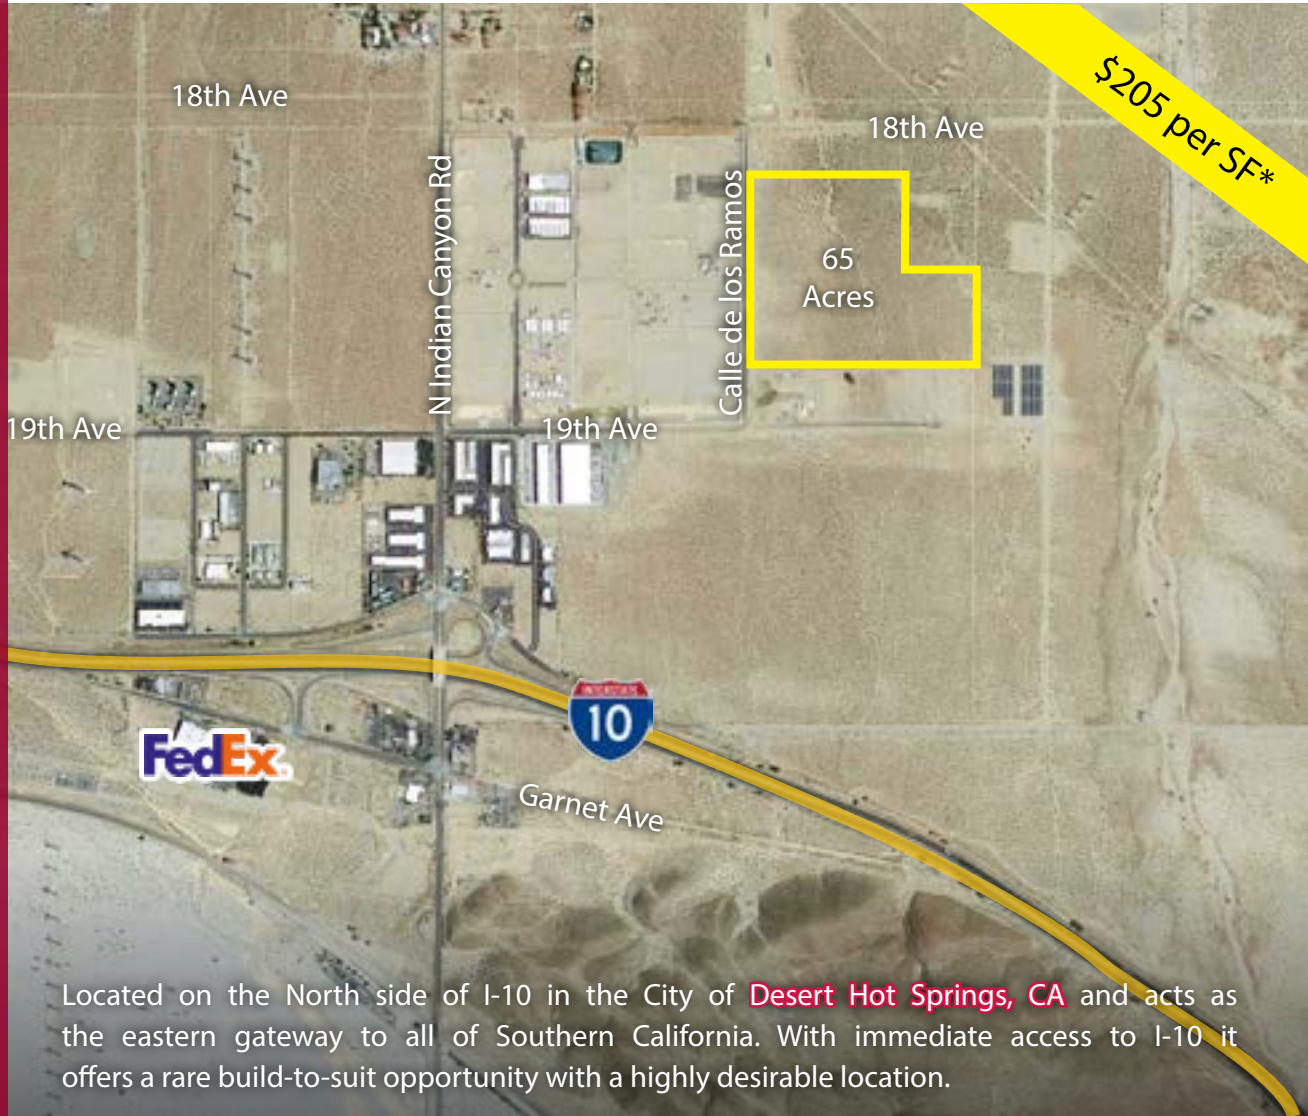 $205 per SF*
18th Ave
18th Ave
N Indian Canyon Rd
Calle de los Ramos
65
Acres
19th Ave
19th Ave
INTERSTATE
10
FedEx
Garnet Ave
Located on the North side of I-10 in the City of Desert Hot Springs, CA and acts as
the eastern gateway to all of Southern California. With immediate access to I-10 it
offers a rare build-to-suit opportunity with a highly desirable location.